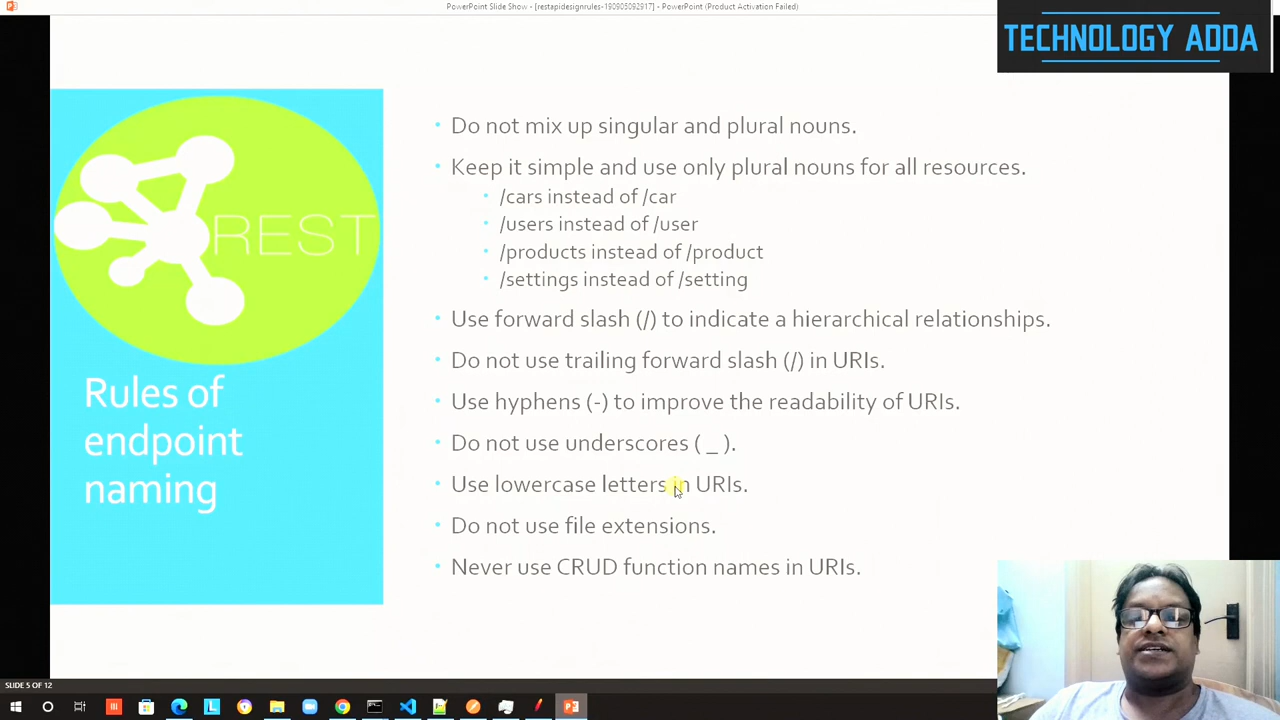 PowerPoint Slide Show - [restapidesignrules-190905092917] - PowerPoint (Product Activation Failed)
TECHNOLOGY ADDA
REST
Rules of
endpoint
naming
• Do not mix up singular and plural nouns.
• Keep it simple and use only plural nouns for all resources.
• /cars instead of /car
• /users instead of /user
• /products instead of /product
• /settings instead of /setting
• Use forward slash (/) to indicate a hierarchical relationships.
• Do not use trailing forward slash (/) in URIs.
• Use hyphens (-) to improve the readability of URIs.
• Do not use underscores ( _ ).
• Use lowercase letters in URIs.
• Do not use file extensions.
• Never use CRUD function names in URIs.
SLIDE 5 OF 12